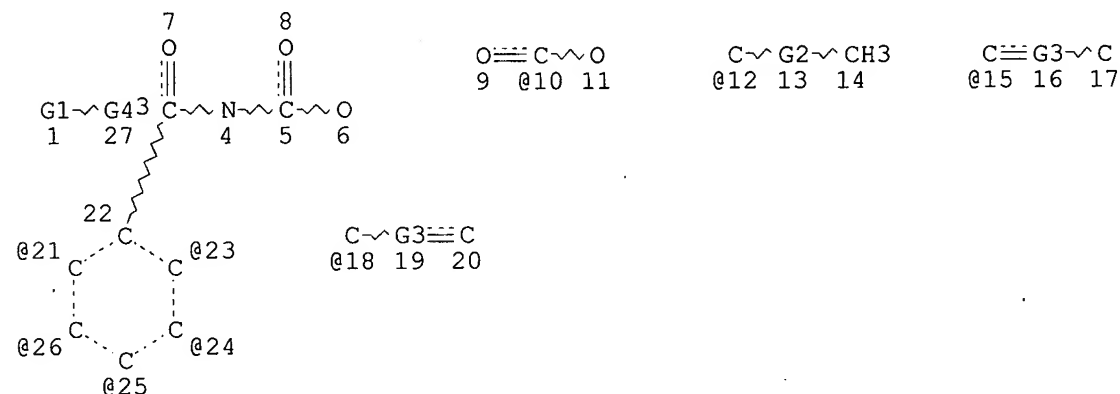 7 8
O O O C O C G2 CH3 C G3 C
9 @10 11 @12 13 14 @15 16 17
G1 G4 3 C N C O
1 27 4 5 6
22
@21 C @23 C G3 C
C C @18 19 20
C C
@26 C @24
@25